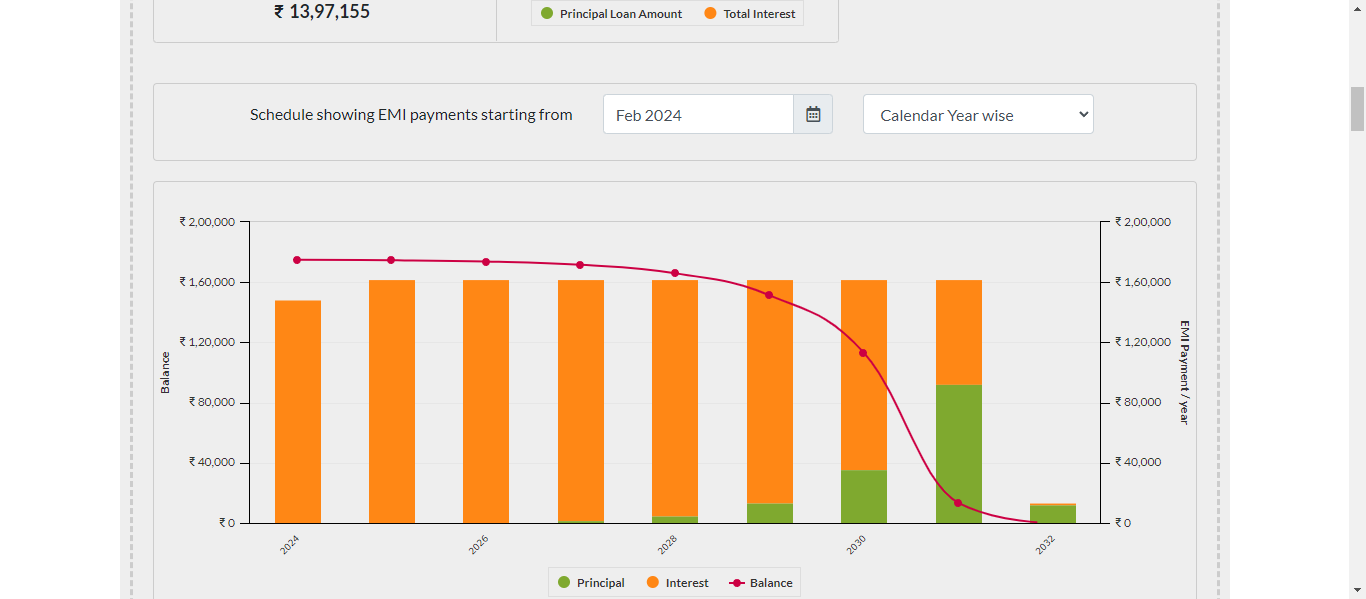 ₹ 13,97,155
Principal Loan Amount Total Interest
Schedule showing EMI payments starting from Feb 2024 Calendar Year wise
₹ 2,00,000 ₹ 2,00,000
₹ 1,60,000 ₹ 1,60,000
₹ 1,20,000 ₹ 1,20,000
Balance EMI Payment / year
₹ 80,000 ₹ 80,000
₹ 40,000 ₹ 40,000
₹ 0 ₹ 0
2024 2026 2028 2030 2032
Principal Interest Balance